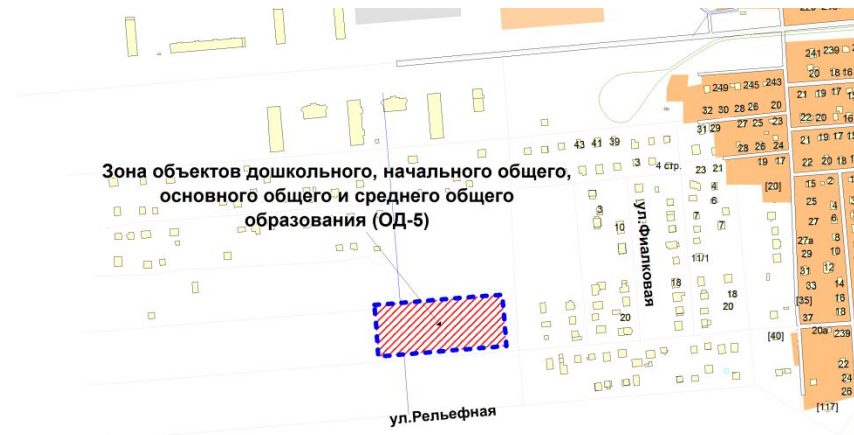 241 239
20 18 16
249 245 243
21 19 17
32 30 28 26 20
22 20 16
31 29 27 25 23
43 41 39
21 19 17 15
28 26 24
3 4 стр. 23 21
19 17
22 20 18
Зона объектов дошкольного, начального общего,
основного общего и среднего общего
образования (ОД-5)
4
[20]
15 2
6
25 4
3
7
27 6
10
7
ул.Фиалковая
27а 8
29 10
11/1
31 12
18
33 14
18
[35] 16
20
20
37 18
[40]
20а 239
22
24
26
[117]
ул.Рельефная